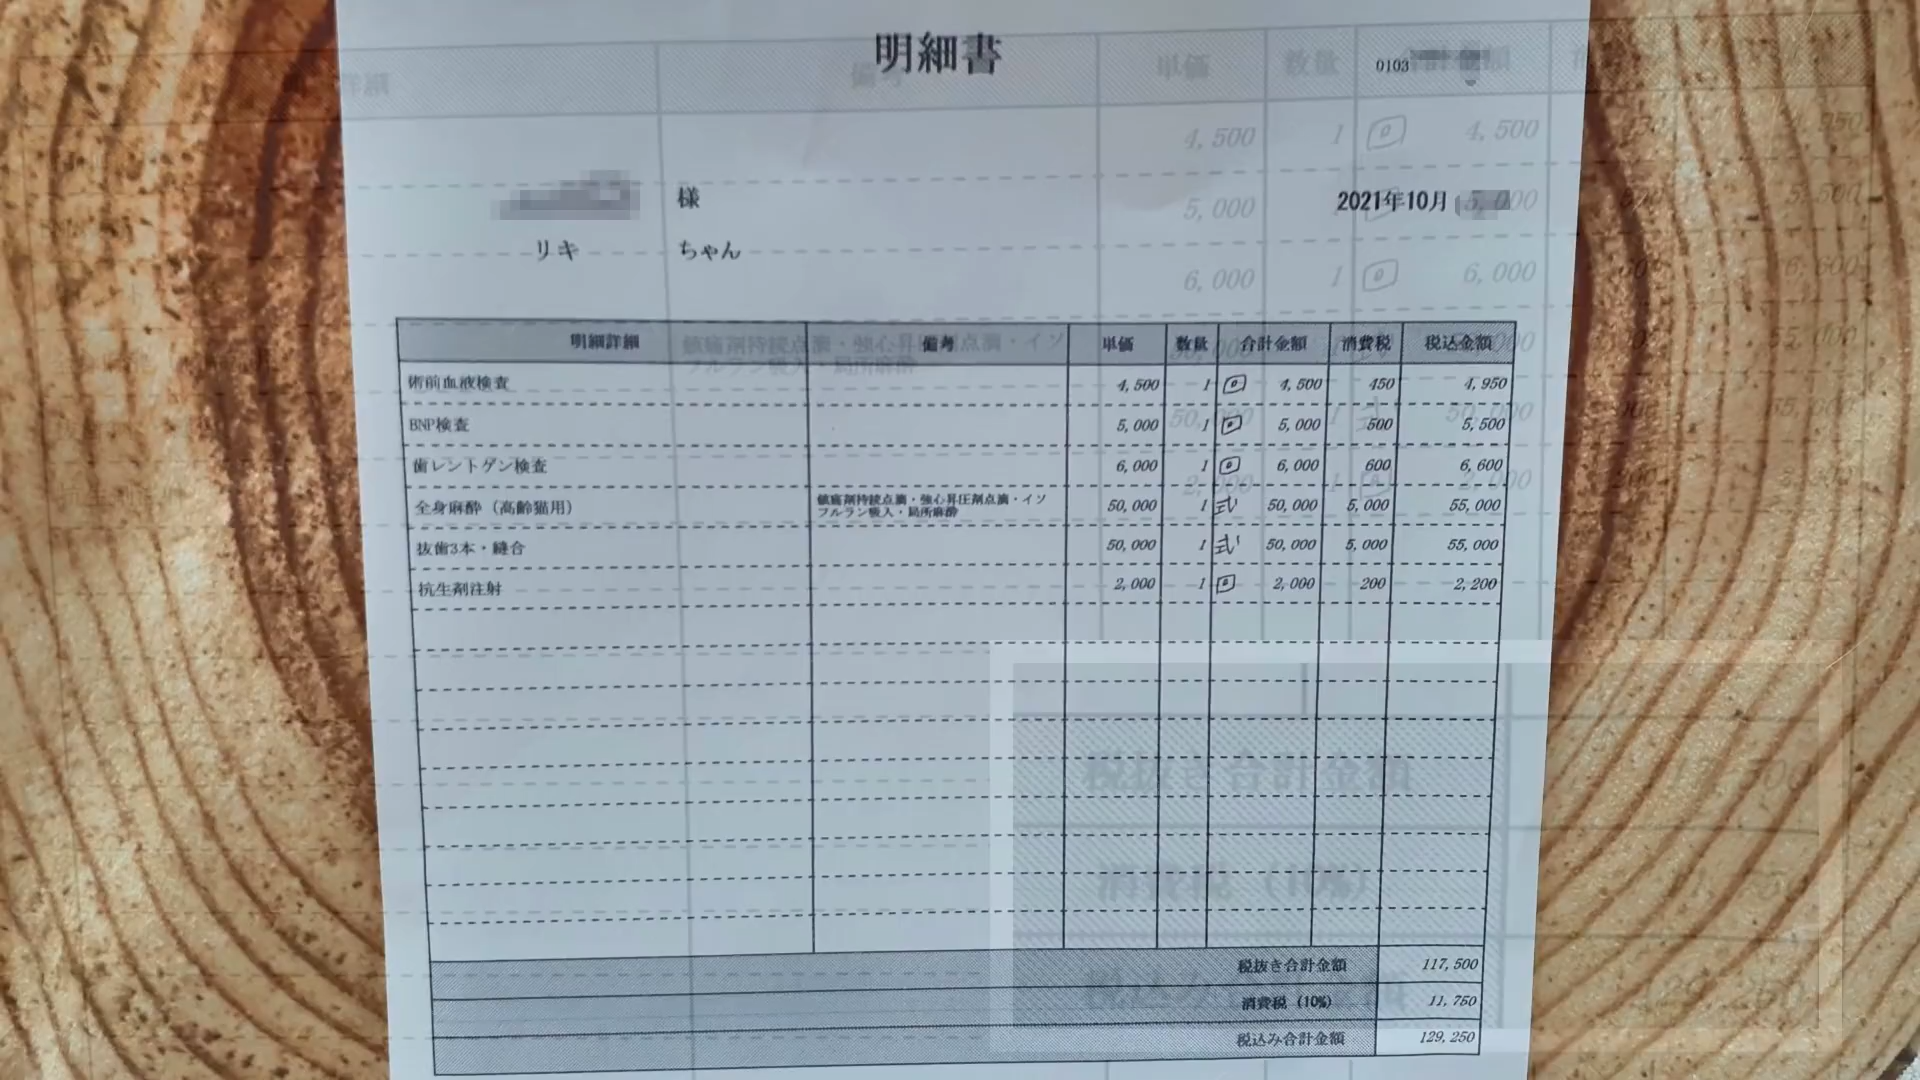 明細書
0103
様
2021年10月
リキ ちゃん
明細詳細 備考 単価 数量 合計金額 消費税 税込金額
術前血液検査 4,500 1 回 4,500 450 4,950
BNP検査 5,000 1 回 5,000 500 5,500
歯レントゲン検査 6,000 1 回 6,000 600 6,600
全身麻酔（高齢猫用） 鎮痛剤持続点滴・強心昇圧剤点滴・イソ 50,000 1 式 50,000 5,000 55,000
フルラン吸入・局所麻酔
抜歯3本・縫合 50,000 1 式 50,000 5,000 55,000
抗生剤注射 2,000 1 回 2,000 200 2,200
税抜き合計金額 117,500
消費税（10%） 11,750
税込み合計金額 129,250